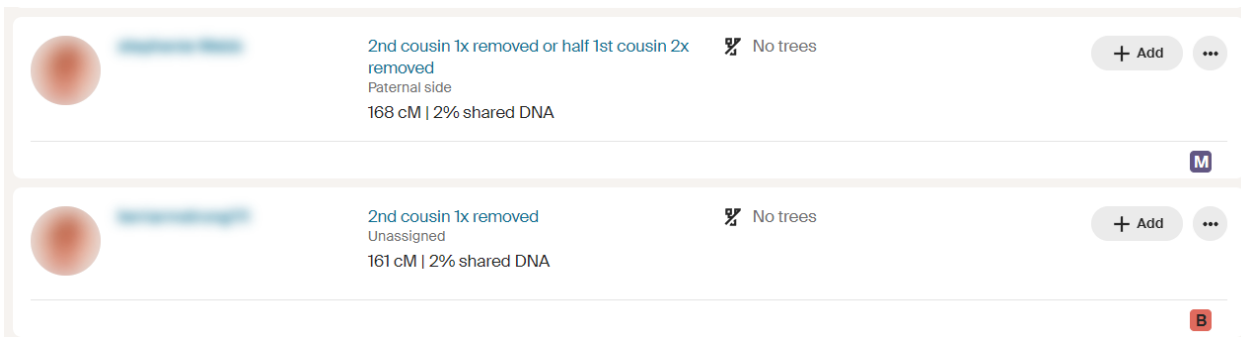 2nd cousin 1x removed or half 1st cousin 2x
removed
Paternal side
168 cM | 2% shared DNA
No trees
+ Add
M
2nd cousin 1x removed
Unassigned
161 cM | 2% shared DNA
No trees
+ Add
B